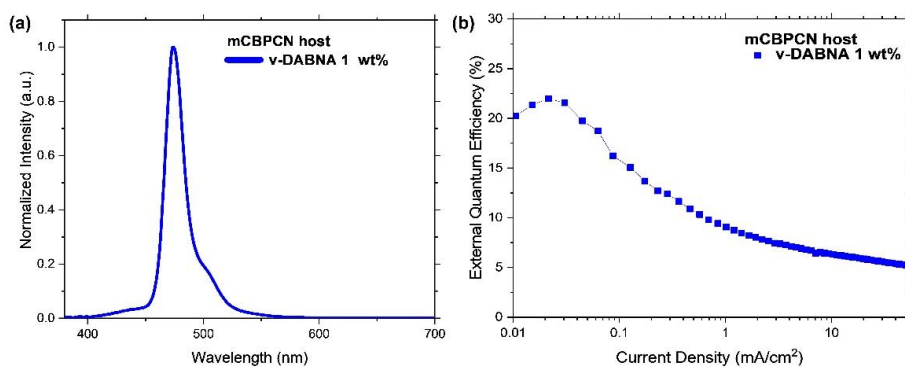 (a)
mCBPCN host
v-DABNA 1 wt%
Normalized Intensity (a.u.)
1.0
0.8
0.6
0.4
0.2
0.0
400
500
600
700
Wavelength (nm)
(b)
mCBPCN host
v-DABNA 1 wt%
External Quantum Efficiency (%)
30
25
20
15
10
5
0
0.01
0.1
1
10
Current Density (mA/cm²)